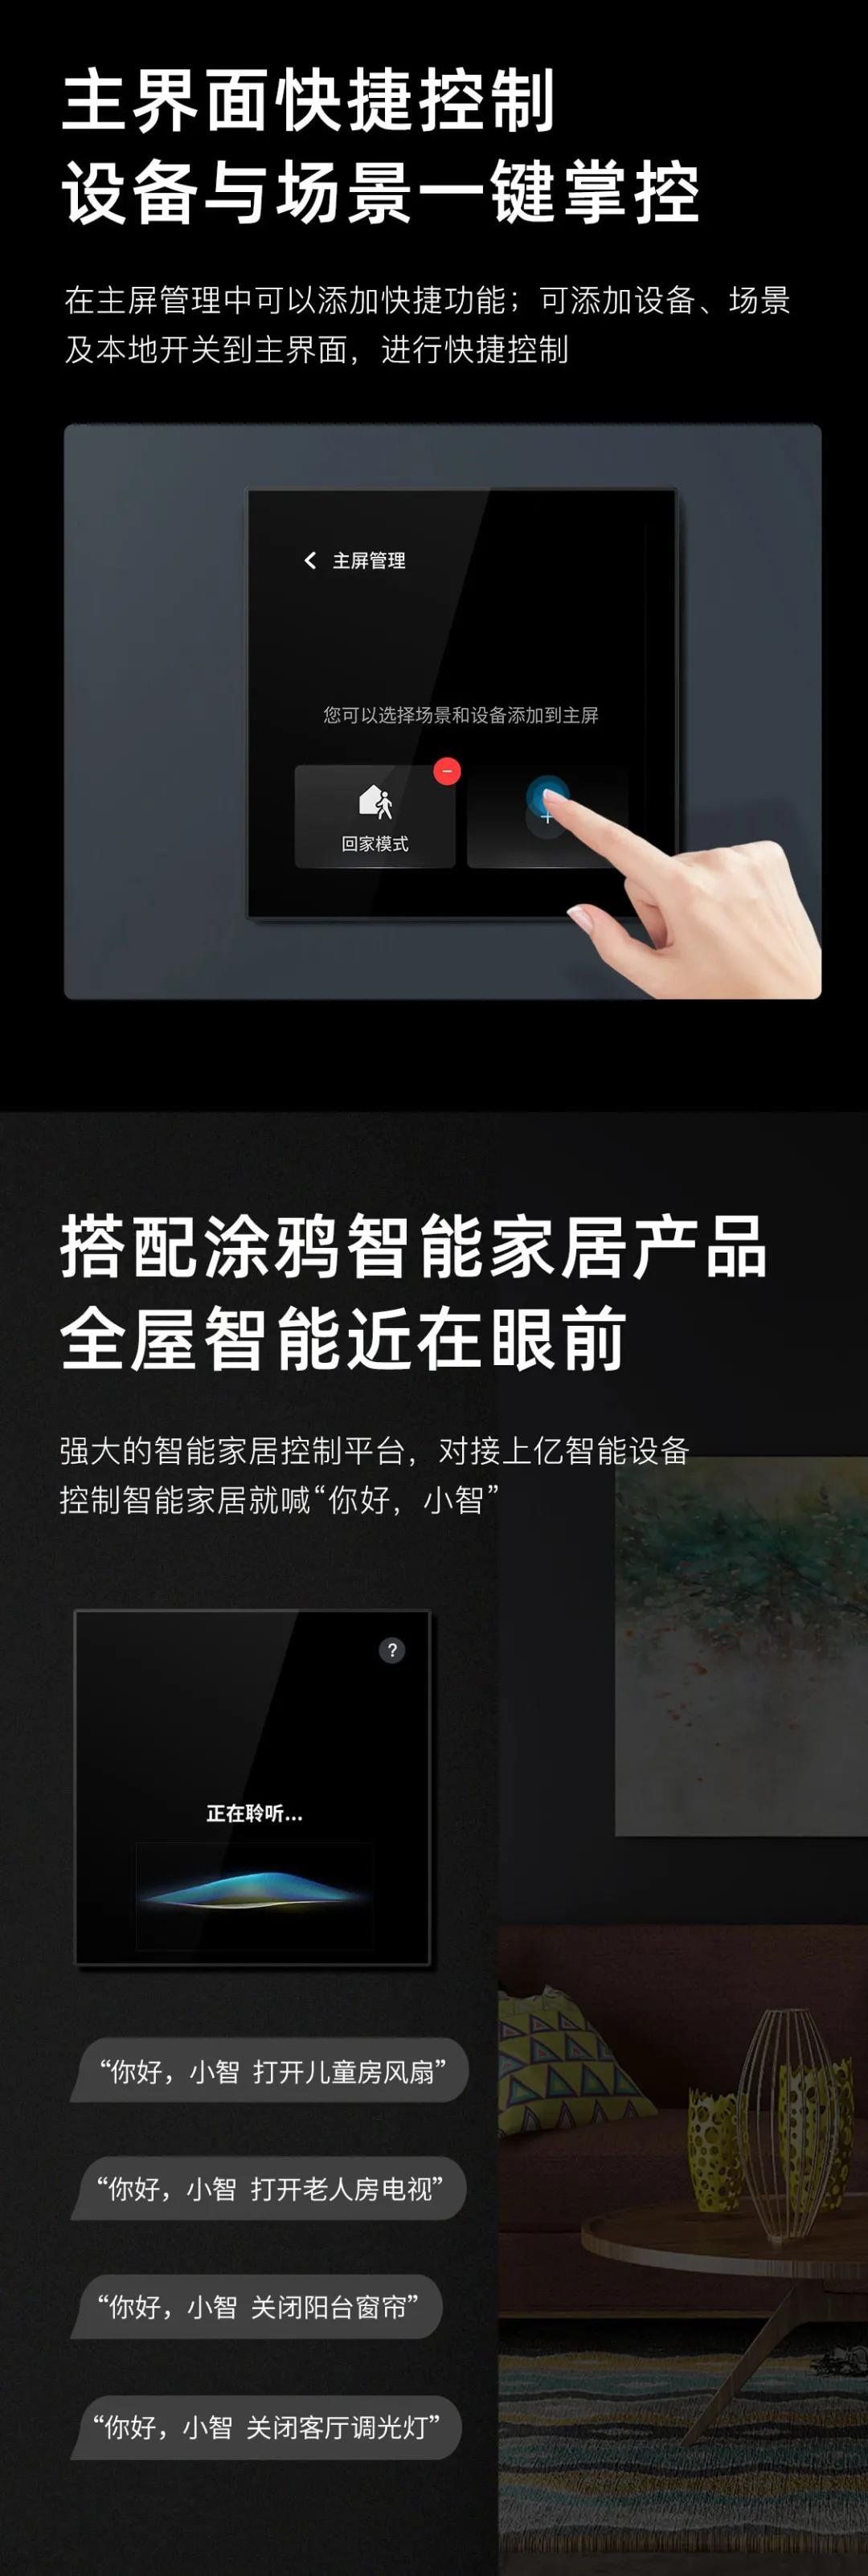 主界面快捷控制
设备与场景一键掌控
在主屏管理中可以添加快捷功能；可添加设备、场景
及本地开关到主界面，进行快捷控制
主屏管理
您可以选择场景和设备添加到主屏
回家模式
搭配涂鸦智能家居产品
全屋智能近在眼前
强大的智能家居控制平台，对接上亿智能设备
控制智能家居就喊“你好，小智”
?
正在聆听...
“你好，小智 打开儿童房风扇”
“你好，小智 打开老人房电视”
“你好，小智 关闭阳台窗帘”
“你好，小智 关闭客厅调光灯”